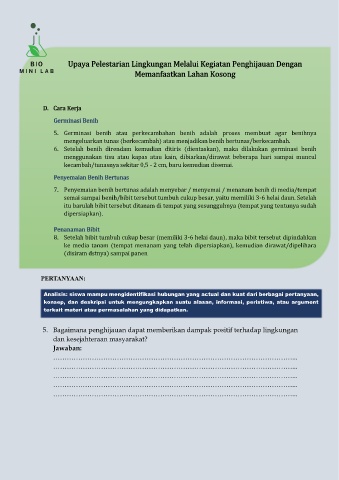 BIO
MINI LAB
Upaya Pelestarian Lingkungan Melalui Kegiatan Penghijauan Dengan
Memanfaatkan Lahan Kosong
D. Cara Kerja
Germinasi Benih
5. Germinasi benih atau perkecambahan benih adalah proses membuat agar benihnya
mengeluarkan tunas (berkecambah) atau menjadikan benih bertunas/berkecambah.
6. Setelah benih direndam kemudian ditiris (dientaskan), maka dilakukan germinasi benih
menggunakan tisu atau kapas atau kain, dibiarkan/dirawat beberapa hari sampai muncul
kecambah/tunasnya sekitar 0,5 - 2 cm, baru kemudian disemai.
Penyemaian Benih Bertunas
7. Penyemaian benih bertunas adalah menyebar / menyemai / menanam benih di media/tempat
semai sampai benih/bibit tersebut tumbuh cukup besar, yaitu memiliki 3-6 helai daun. Setelah
itu barulah bibit tersebut ditanam di tempat yang sesungguhnya (tempat yang tentunya sudah
dipersiapkan).
Penanaman Bibit
8. Setelah bibit tumbuh cukup besar (memiliki 3-6 helai daun), maka bibit tersebut dipindahkan
ke media tanam (tempat menanam yang telah dipersiapkan), kemudian dirawat/dipelihara
(disiram dstnya) sampai panen
PERTANYAAN:
Analisis: siswa mampu mengidentifikasi hubungan yang actual dan kuat dari berbagai pertanyaan,
konsep, dan deskripsi untuk mengungkapkan suatu alasan, informasi, peristiwa, atau argument
terkait materi atau permasalahan yang didapatkan.
5. Bagaimana penghijauan dapat memberikan dampak positif terhadap lingkungan
dan kesejahteraan masyarakat?
Jawaban: